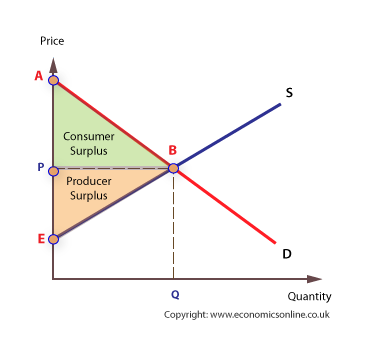 Price
A
S
Consumer
Surplus
B
P
Producer
Surplus
E
D
Q
Quantity
Copyright: www.economicsonline.co.uk